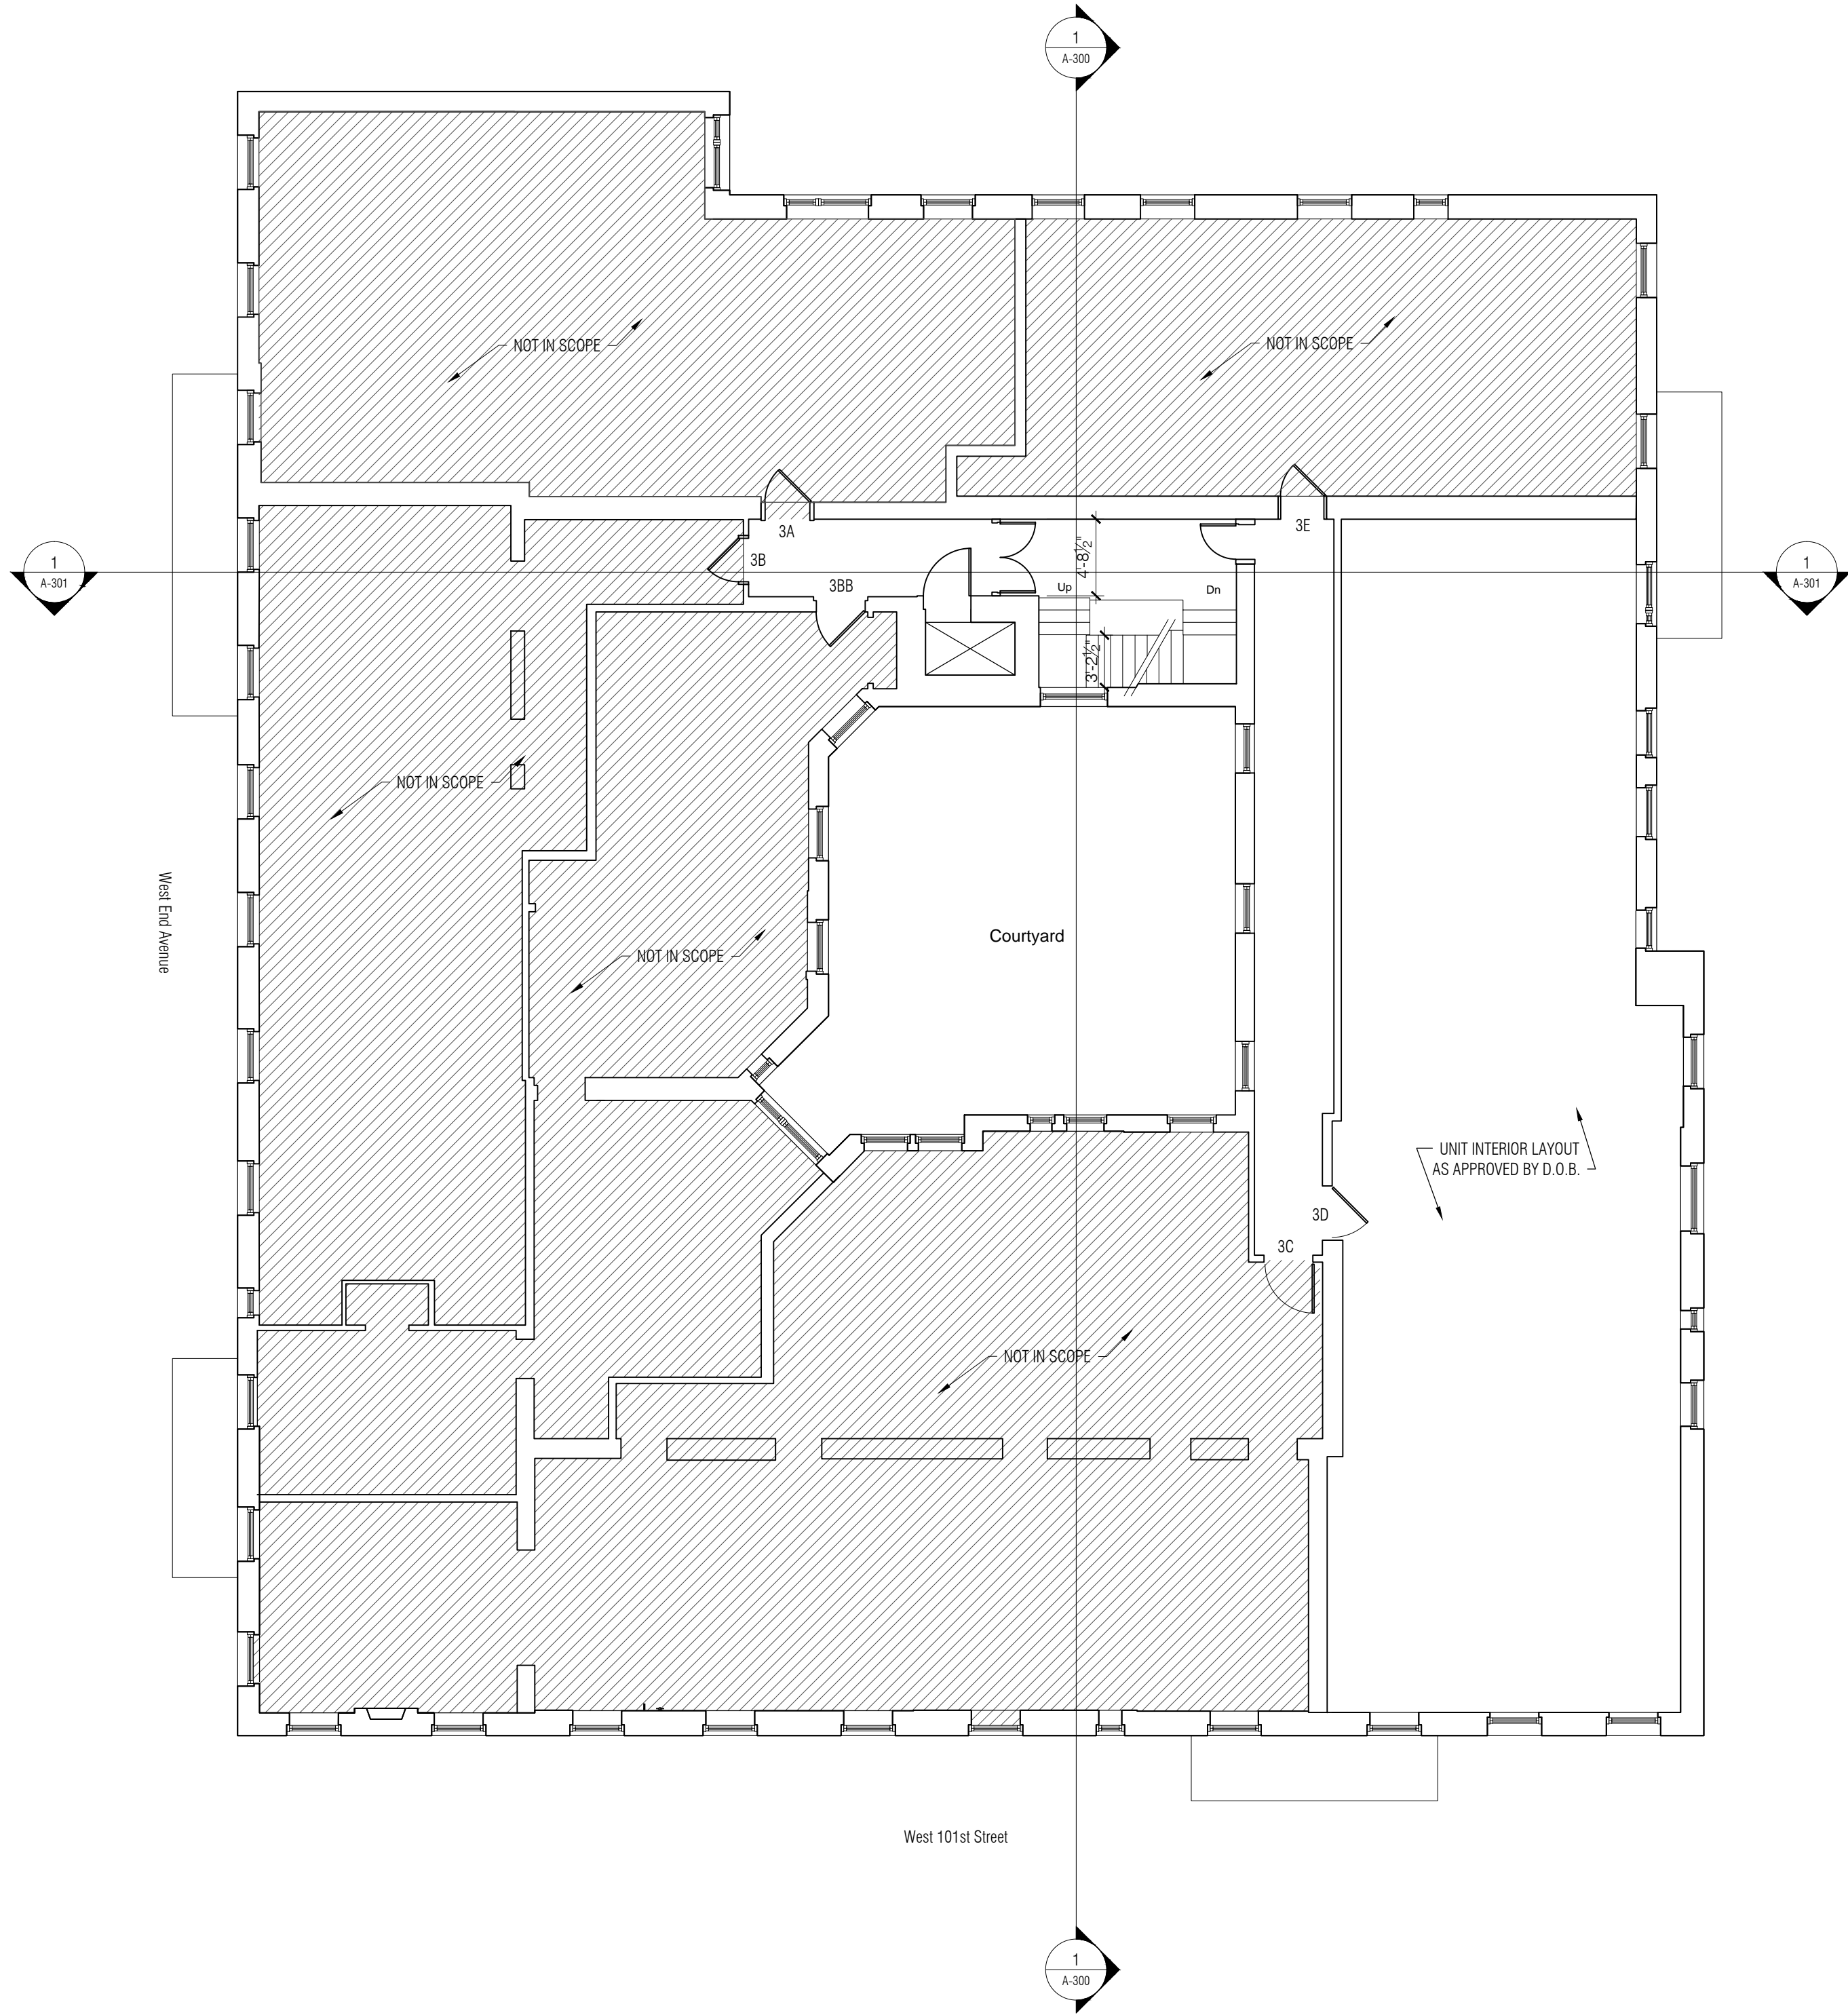 1
A-300
NOT IN SCOPE
NOT IN SCOPE
3A
3E
4'-8½"
3B
1
A-301
1
A-301
3BB
Up
Dn
3'-2½"
NOT IN SCOPE
West End Avenue
Courtyard
NOT IN SCOPE
UNIT INTERIOR LAYOUT
AS APPROVED BY D.O.B.
3D
3C
NOT IN SCOPE
West 101st Street
1
A-300